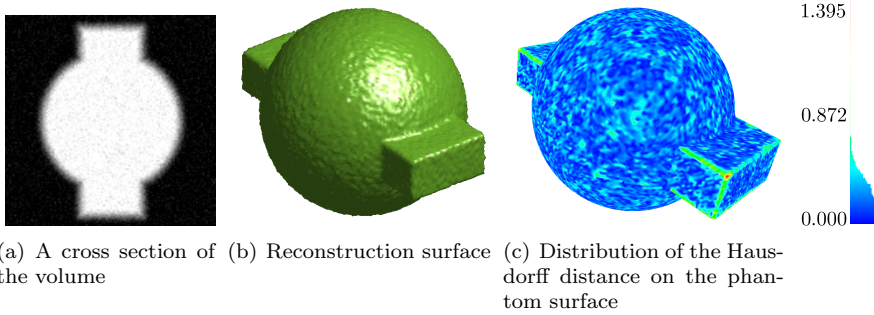 1.395
0.872
0.000
(a) A cross section of
the volume
(b) Reconstruction surface
(c) Distribution of the Haus-
dorff distance on the phan-
tom surface